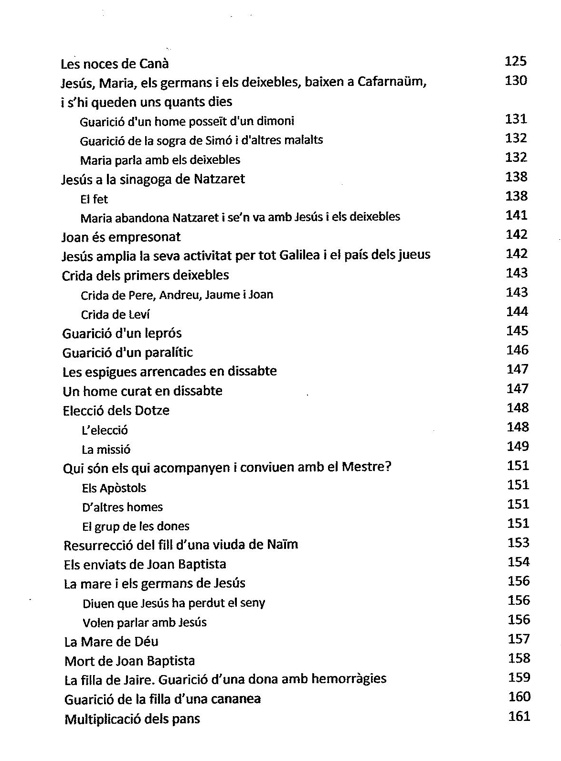 Les noces de Canà 125
Jesús, Maria, els germans i els deixebles, baixen a Cafarnaüm, 130
i s'hi queden uns quants dies
Guarició d'un home posseït d'un dimoni 131
Guarició de la sogra de Simó i d'altres malalts 132
Maria parla amb els deixebles 132
Jesús a la sinagoga de Natzaret 138
El fet 138
Maria abandona Natzaret i se'n va amb Jesús i els deixebles 141
Joan és empresonat 142
Jesús amplia la seva activitat per tot Galilea i el país dels jueus 142
Crida dels primers deixebles 143
Crida de Pere, Andreu, Jaume i Joan 143
Crida de Leví 144
Guarició d'un leprós 145
Guarició d'un paralític 146
Les espigues arrencades en dissabte 147
Un home curat en dissabte 147
Elecció dels Dotze 148
L'elecció 148
La missió 149
Qui són els qui acompanyen i conviuen amb el Mestre? 151
Els Apòstols 151
D'altres homes 151
El grup de les dones 151
Resurrecció del fill d'una viuda de Naïm 153
Els enviats de Joan Baptista 154
La mare i els germans de Jesús 156
Diuen que Jesús ha perdut el seny 156
Volen parlar amb Jesús 156
La Mare de Déu 157
Mort de Joan Baptista 158
La filla de Jaire. Guarició d'una dona amb hemorràgies 159
Guarició de la filla d'una cananea 160
Multiplicació dels pans 161